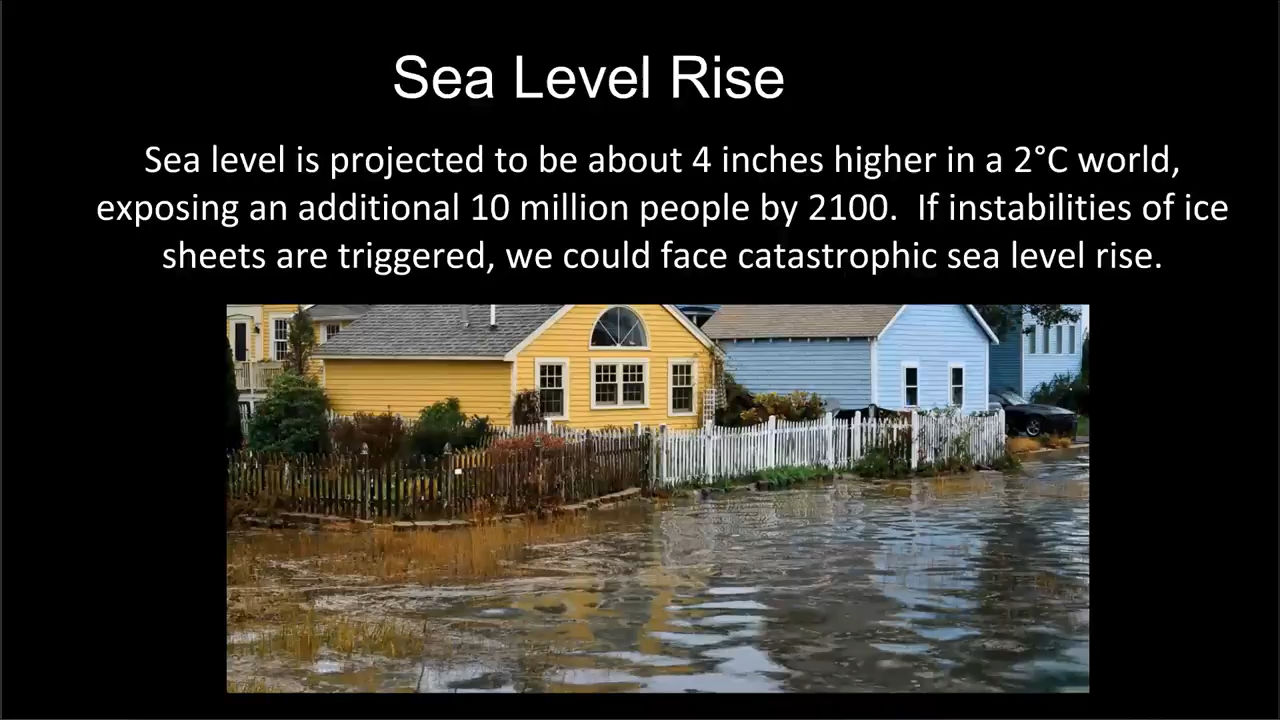 Sea Level Rise
Sea level is projected to be about 4 inches higher in a 2°C world,
exposing an additional 10 million people by 2100.  If instabilities of ice
sheets are triggered, we could face catastrophic sea level rise.